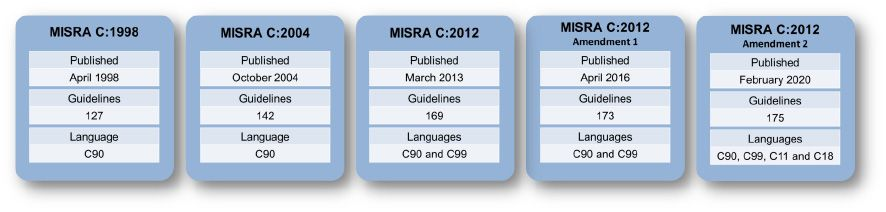 MISRA C:1998
Published
April 1998
Guidelines
127
Language
C90
MISRA C:2004
Published
October 2004
Guidelines
142
Language
C90
MISRA C:2012
Published
March 2013
Guidelines
169
Language
C90 and C99
MISRA C:2012
Amendment 1
Published
April 2016
Guidelines
173
Language
C90 and C99
MISRA C:2012
Amendment 2
Published
February 2020
Guidelines
175
Languages
C90, C99, C11 and C18